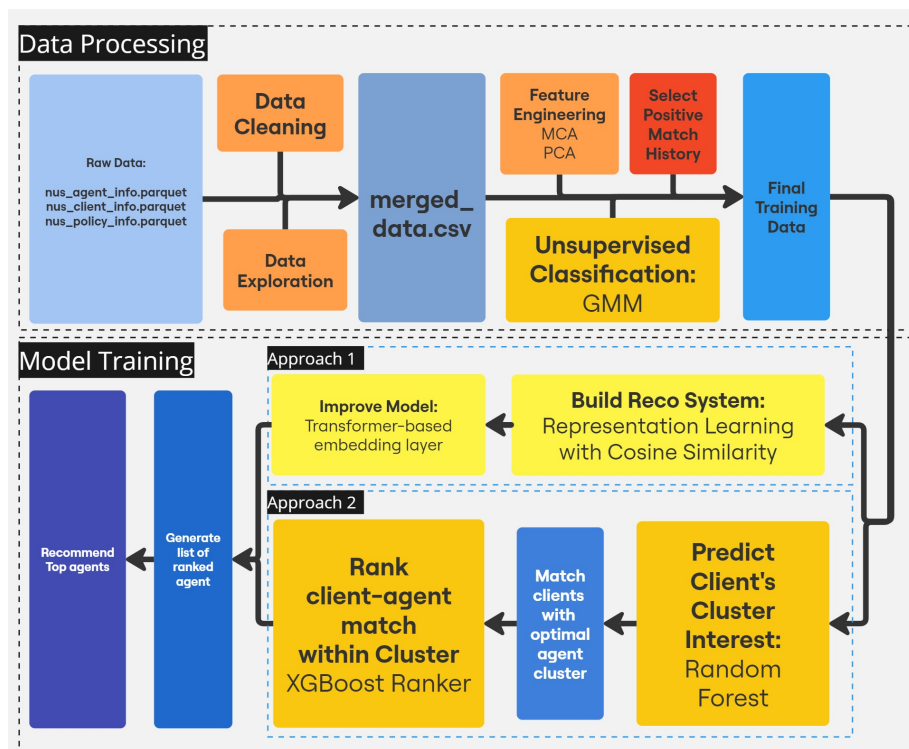 Data Processing
Raw Data:
nus_agent_info.parquet
nus_client_info.parquet
nus_policy_info.parquet
Data
Cleaning
Data
Exploration
merged_
data.csv
Feature
Engineering
MCA
PCA
Select
Positive
Match
History
Unsupervised
Classification:
GMM
Final
Training
Data
Model Training
Approach 1
Build Reco System:
Representation Learning
with Cosine Similarity
Improve Model:
Transformer-based
embedding layer
Approach 2
Predict
Client's
Cluster
Interest:
Random
Forest
Match
clients
with
optimal
agent
cluster
Rank
client-agent
match
within Cluster
XGBoost Ranker
Generate
list of
ranked
agent
Recommend
Top agents